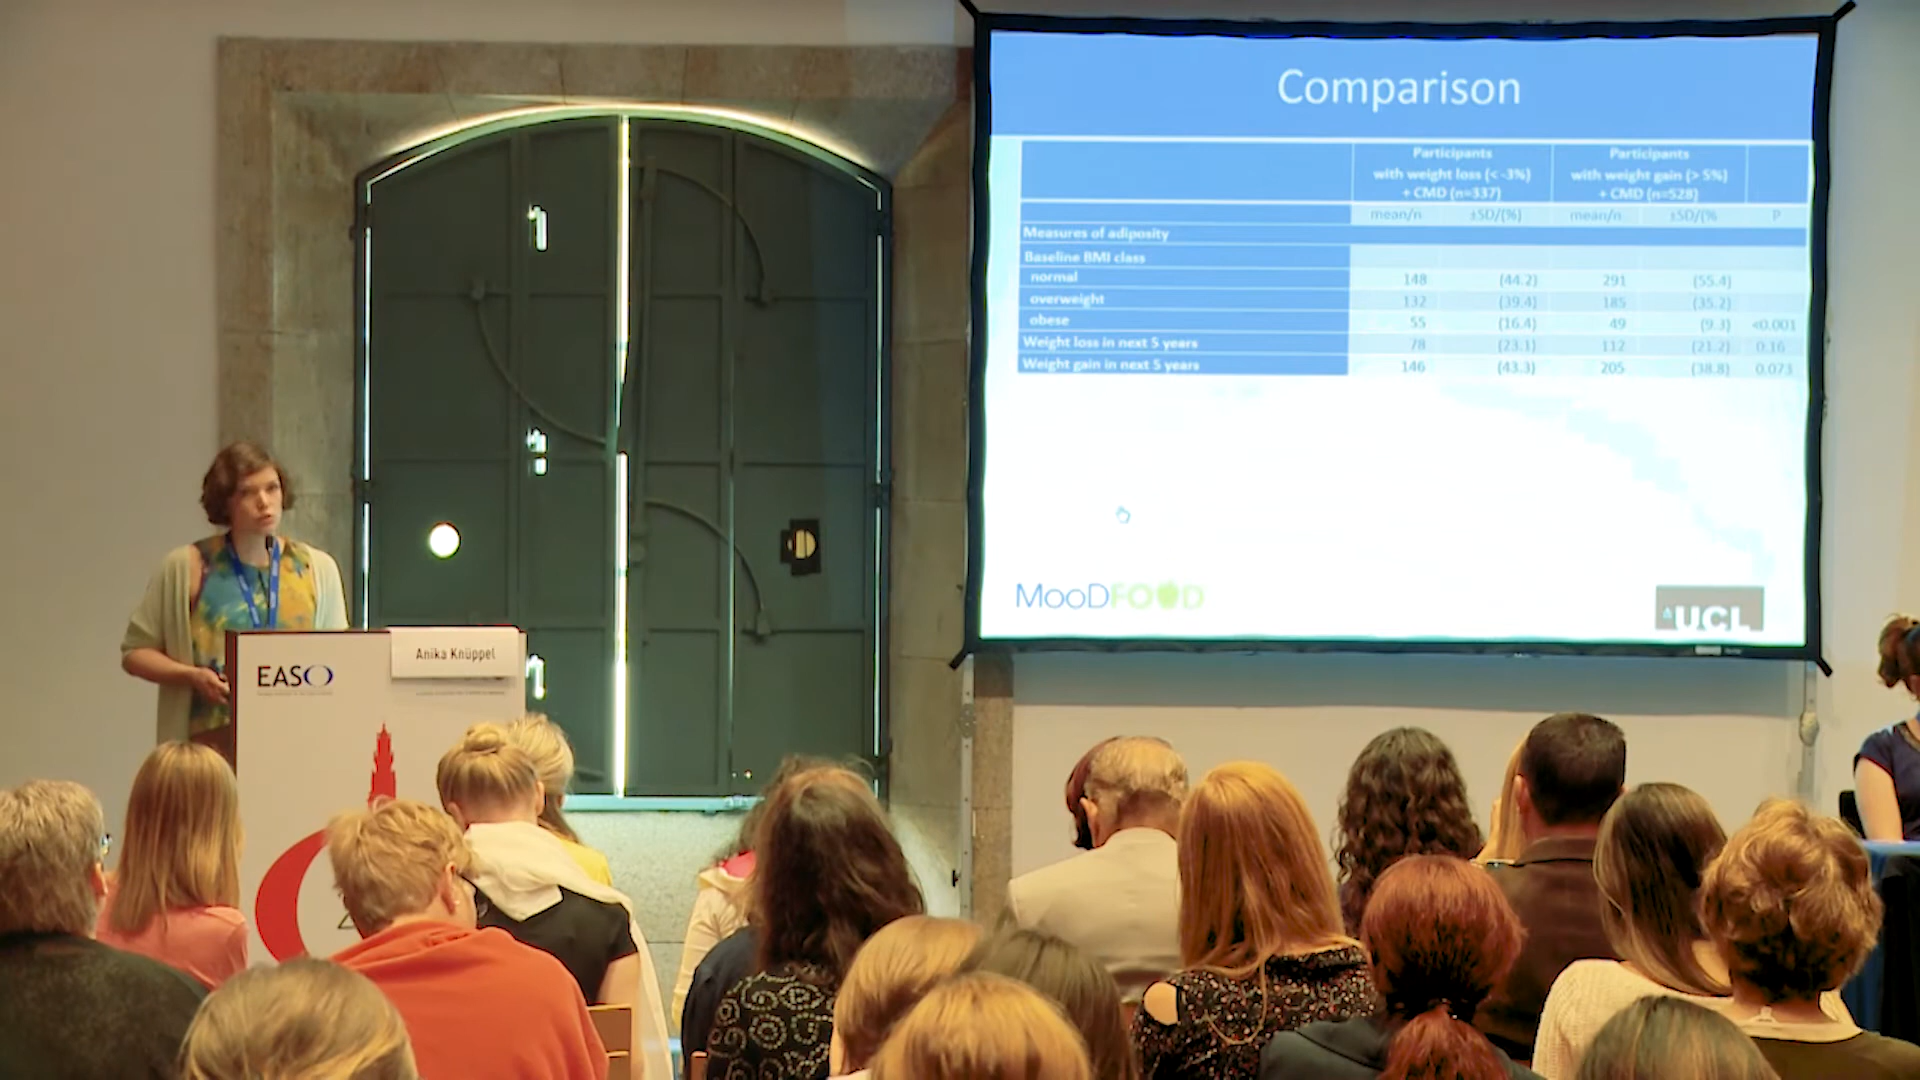 Comparison
Participants with weight loss (< -3%) + CMD (n=337) Participants with weight gain (> 5%) + CMD (n=528)
mean/n ±SD/(%) mean/n ±SD/(% P
Measures of adiposity
Baseline BMI class
normal 148 (44.2) 291 (55.4)
overweight 132 (39.4) 185 (35.2)
obese 55 (16.4) 49 (9.3) <0.001
Weight loss in next 5 years 78 (23.1) 112 (21.2) 0.16
Weight gain in next 5 years 146 (43.3) 205 (38.8) 0.073
MooDFOOD
UCL
Anika Knüppel
EASO